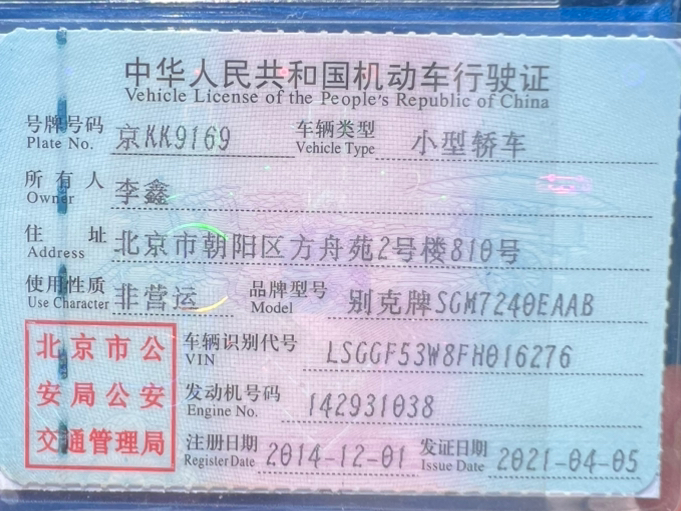 中华人民共和国机动车行驶证
Vehicle License of the People's Republic of China
号牌号码 京KK9169 车辆类型 小型轿车
Plate No. Vehicle Type
所有人 李鑫
Owner
住址 北京市朝阳区方舟苑2号楼810号
Address
使用性质 非营运 品牌型号 别克牌SGM7240EAAB
Use Character Model
北京市公安局公安交通管理局
车辆识别代号 LSGGF53W8FH016276
VIN
发动机号码 142931038
Engine No.
注册日期 2014-12-01 发证日期 2021-04-05
Register Date Issue Date